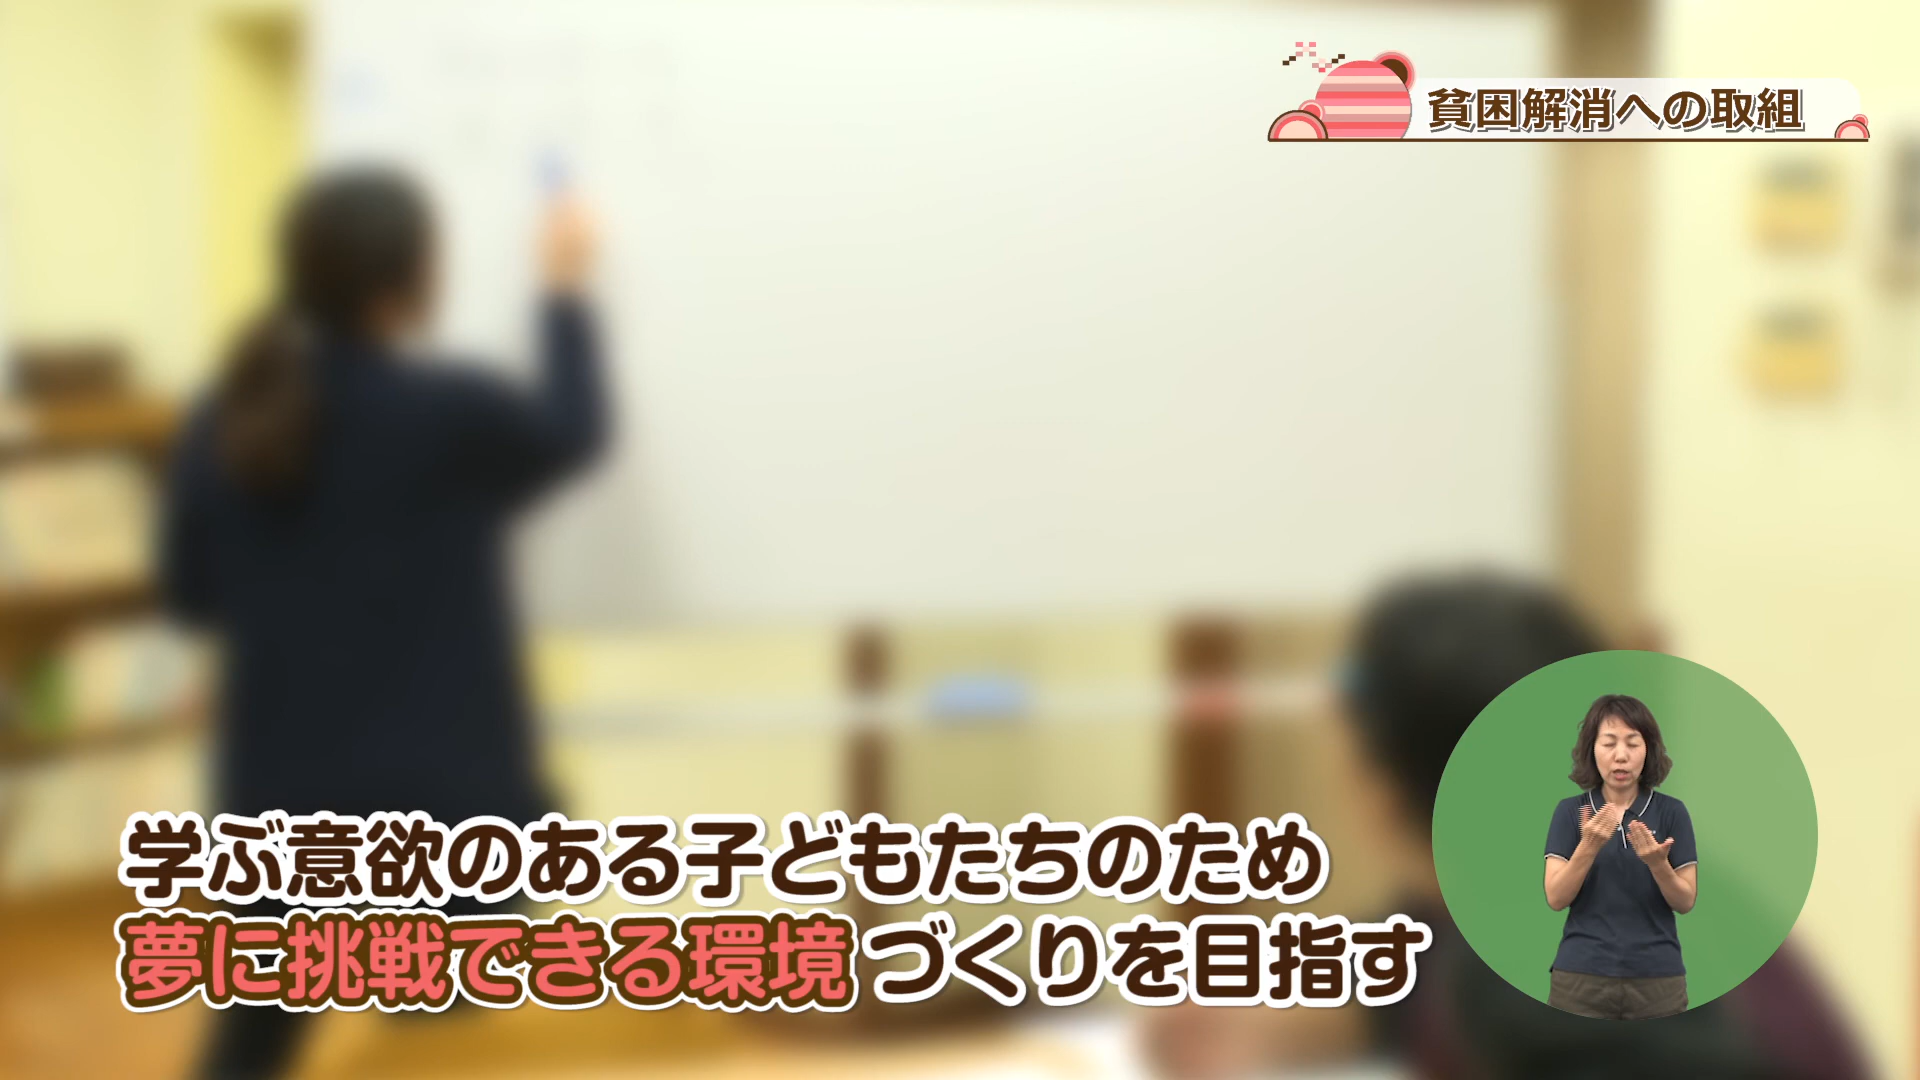 貧困解消への取組
学ぶ意欲のある子どもたちのため
夢に挑戦できる環境づくりを目指す